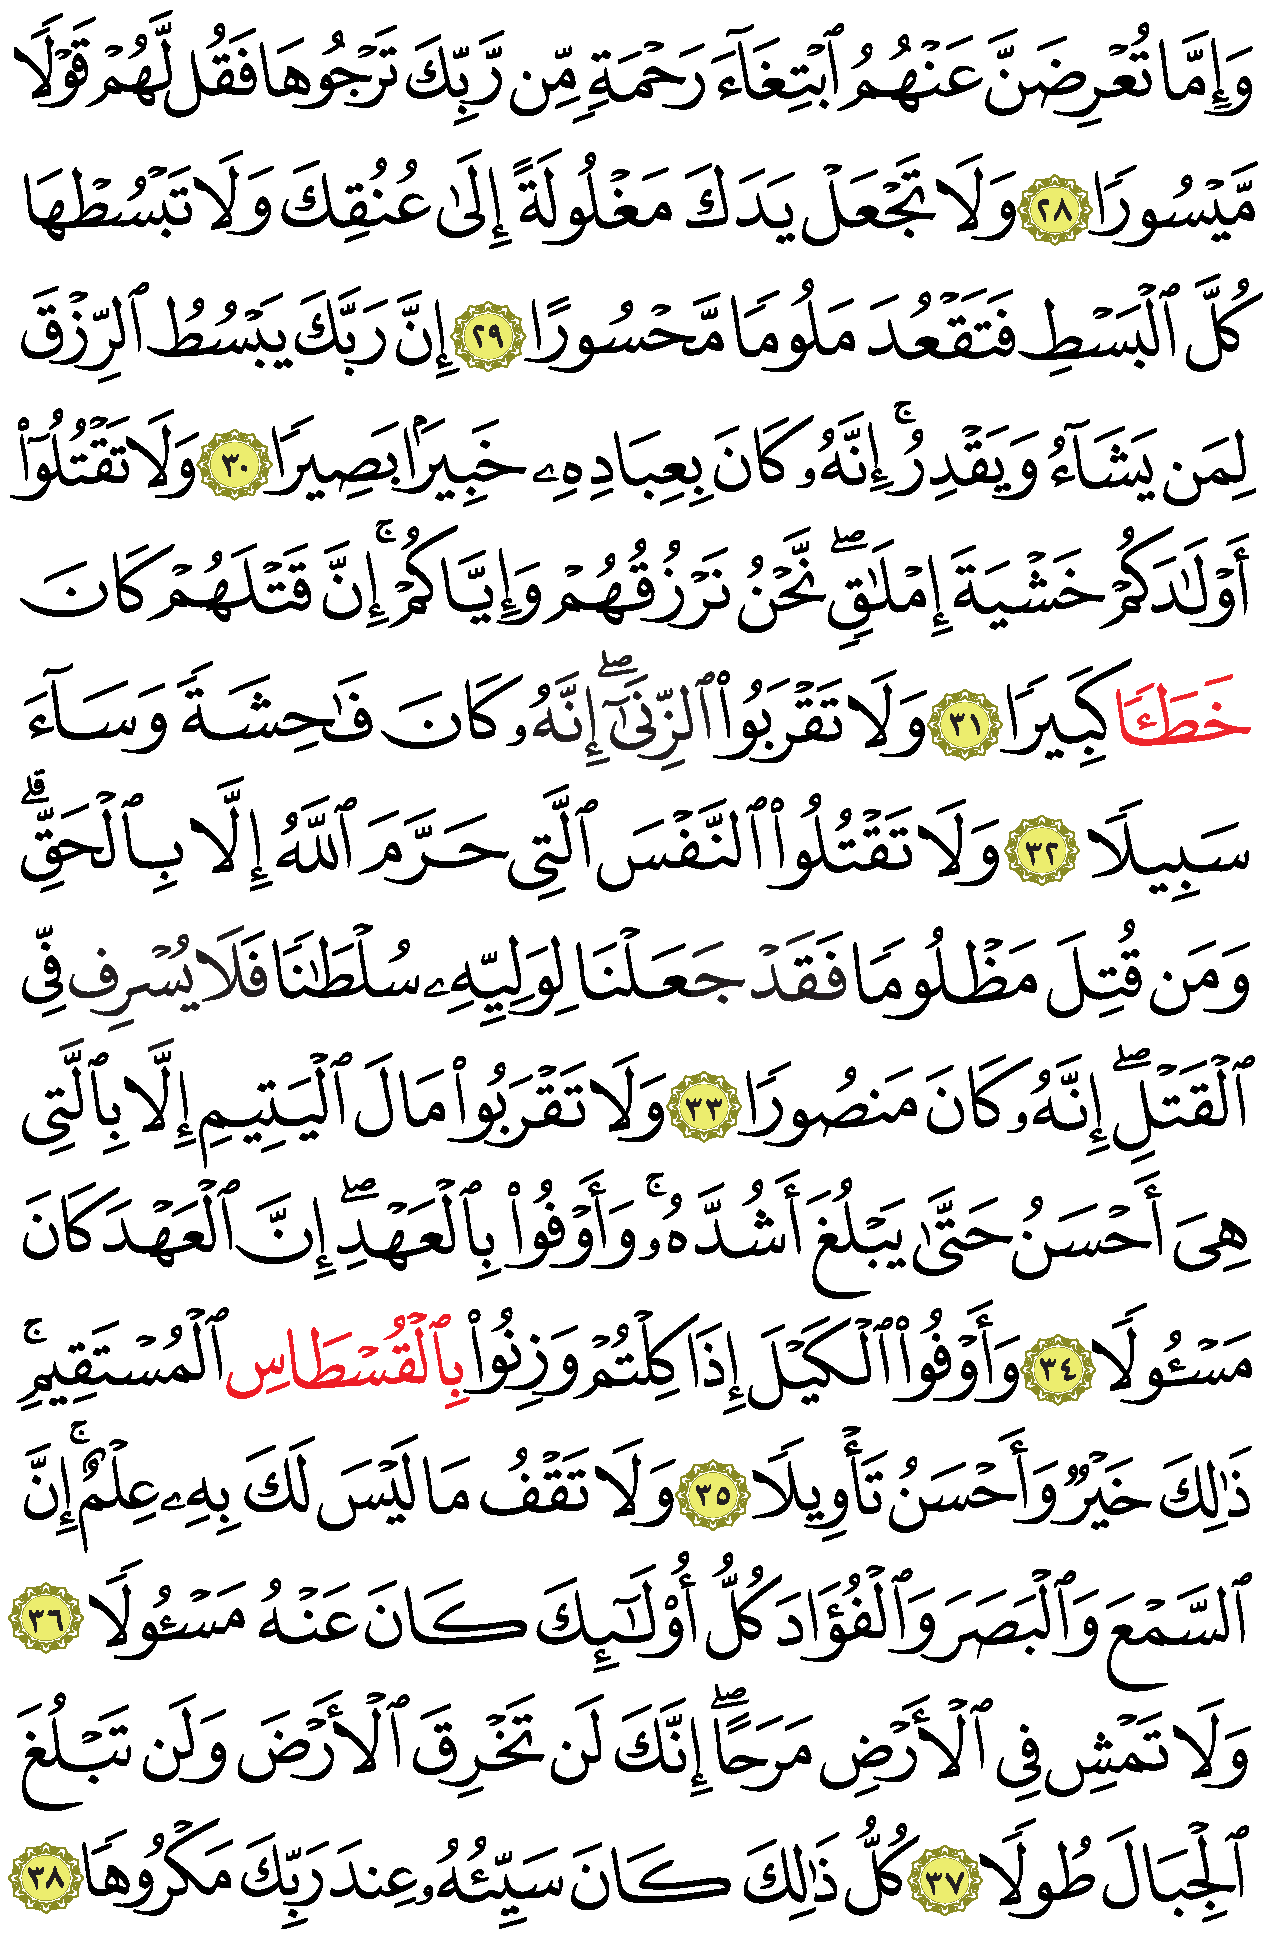 وَإِمَّا تُعْرِضَنَّ عَنْهُمُ ٱبْتِغَآءَ رَحْمَةٍ مِّن رَّبِّكَ تَرْجُوهَا فَقُل لَّهُمْ قَوْلًا
مَّيْسُورًا ٢٨ وَلَا تَجْعَلْ يَدَكَ مَغْلُولَةً إِلَىٰ عُنُقِكَ وَلَا تَبْسُطْهَا
كُلَّ ٱلْبَسْطِ فَتَقْعُدَ مَلُومًا مَّحْسُورًا ٢٩ إِنَّ رَبَّكَ يَبْسُطُ ٱلرِّزْقَ
لِمَن يَشَآءُ وَيَقْدِرُ ۚ إِنَّهُۥ كَانَ بِعِبَادِهِۦ خَبِيرًۢا بَصِيرًا ٣٠ وَلَا تَقْتُلُوٓا۟
أَوْلَـٰدَكُمْ خَشْيَةَ إِمْلَـٰقٍ ۖ نَّحْنُ نَرْزُقُهُمْ وَإِيَّاكُمْ ۚ إِنَّ قَتْلَهُمْ كَانَ
خَطَـًٔا كَبِيرًا ٣١ وَلَا تَقْرَبُوا۟ ٱلزِّنَىٰٓ ۖ إِنَّهُۥ كَانَ فَـٰحِشَةً وَسَآءَ
سَبِيلًا ٣٢ وَلَا تَقْتُلُوا۟ ٱلنَّفْسَ ٱلَّتِى حَرَّمَ ٱللَّهُ إِلَّا بِٱلْحَقِّ ۗ
وَمَن قُتِلَ مَظْلُومًا فَقَدْ جَعَلْنَا لِوَلِيِّهِۦ سُلْطَـٰنًا فَلَا يُسْرِف فِّى
ٱلْقَتْلِ ۖ إِنَّهُۥ كَانَ مَنصُورًا ٣٣ وَلَا تَقْرَبُوا۟ مَالَ ٱلْيَتِيمِ إِلَّا بِٱلَّتِى
هِىَ أَحْسَنُ حَتَّىٰ يَبْلُغَ أَشُدَّهُۥ ۚ وَأَوْفُوا۟ بِٱلْعَهْدِ ۖ إِنَّ ٱلْعَهْدَ كَانَ
مَسْـُٔولًا ٣٤ وَأَوْفُوا۟ ٱلْكَيْلَ إِذَا كِلْتُمْ وَزِنُوا۟ بِٱلْقُسْطَاسِ ٱلْمُسْتَقِيمِ ۚ
ذَٰلِكَ خَيْرٌ وَأَحْسَنُ تَأْوِيلًا ٣٥ وَلَا تَقْفُ مَا لَيْسَ لَكَ بِهِۦ عِلْمٌ ۚ إِنَّ
ٱلسَّمْعَ وَٱلْبَصَرَ وَٱلْفُؤَادَ كُلُّ أُو۟لَـٰٓئِكَ كَانَ عَنْهُ مَسْـُٔولًا ٣٦
وَلَا تَمْشِ فِى ٱلْأَرْضِ مَرَحًا ۖ إِنَّكَ لَن تَخْرِقَ ٱلْأَرْضَ وَلَن تَبْلُغَ
ٱلْجِبَالَ طُولًا ٣٧ كُلُّ ذَٰلِكَ كَانَ سَيِّئُهُۥ عِندَ رَبِّكَ مَكْرُوهًا ٣٨